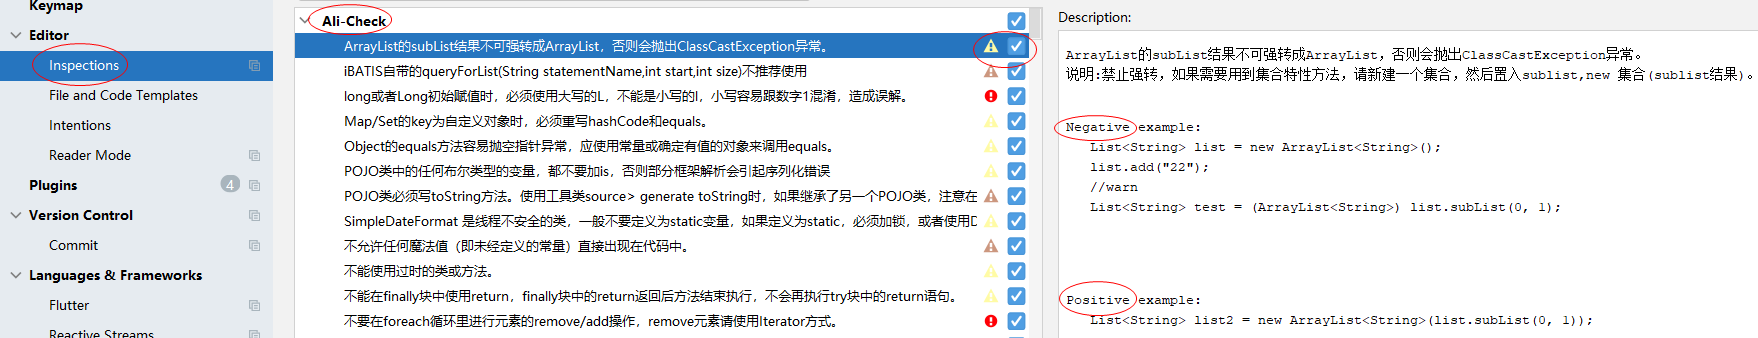 Keymap
Editor
Inspections
File and Code Templates
Intentions
Reader Mode
Plugins
4
Version Control
Commit
Languages & Frameworks
Flutter
Reactive Streams
Ali-Check
ArrayList的subList结果不可强转成ArrayList，否则会抛出ClassCastException异常。
iBATIS自带的queryForList(String statementName,int start,int size)不推荐使用
long或者Long初始赋值时，必须使用大写的L，不能是小写的l，小写容易跟数字1混淆，造成误解。
Map/Set的key为自定义对象时，必须重写hashCode和equals。
Object的equals方法容易抛空指针异常，应使用常量或确定有值的对象来调用equals。
POJO类中的任何布尔类型的变量，都不要加is，否则部分框架解析会引起序列化错误
POJO类必须写toString方法。使用工具类source> generate toString时，如果继承了另一个POJO类，注意在
SimpleDateFormat 是线程不安全的类，一般不要定义为static变量，如果定义为static，必须加锁，或者使用D
不允许任何魔法值（即未经定义的常量）直接出现在代码中。
不能使用过时的类或方法。
不能在finally块中使用return，finally块中的return返回后方法结束执行，不会再执行try块中的return语句。
不要在foreach循环里进行元素的remove/add操作，remove元素请使用Iterator方式。
Description:
ArrayList的subList结果不可强转成ArrayList，否则会抛出ClassCastException异常。
说明:禁止强转，如果需要用到集合特性方法，请新建一个集合，然后置入sublist,new 集合(sublist结果)。
Negative example:
List<String> list = new ArrayList<String>();
list.add("22");
//warn
List<String> test = (ArrayList<String>) list.subList(0, 1);
Positive example:
List<String> list2 = new ArrayList<String>(list.subList(0, 1));